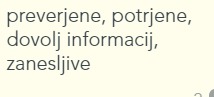 preverjene, potrjene,
dovolj informacij,
zanesljive